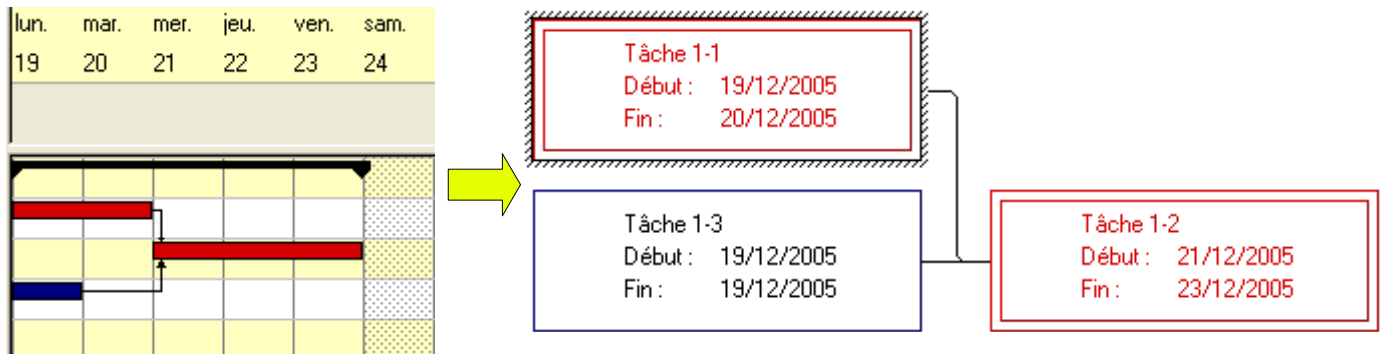 lun. mar. mer. jeu. ven. sam.
19 20 21 22 23 24
Tâche 1-1
Début : 19/12/2005
Fin : 20/12/2005
Tâche 1-3
Début : 19/12/2005
Fin : 19/12/2005
Tâche 1-2
Début : 21/12/2005
Fin : 23/12/2005